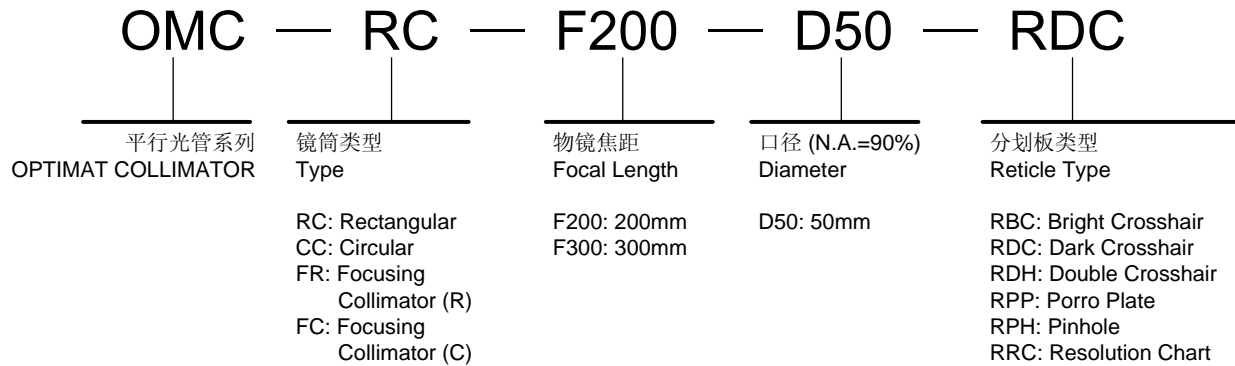 OMC — RC — F200 — D50 — RDC
平行光管系列
OPTIMAT COLLIMATOR
镜筒类型
Type
RC: Rectangular
CC: Circular
FR: Focusing
Collimator (R)
FC: Focusing
Collimator (C)
物镜焦距
Focal Length
F200: 200mm
F300: 300mm
口径 (N.A.=90%)
Diameter
D50: 50mm
分划板类型
Reticle Type
RBC: Bright Crosshair
RDC: Dark Crosshair
RDH: Double Crosshair
RPP: Porro Plate
RPH: Pinhole
RRC: Resolution Chart